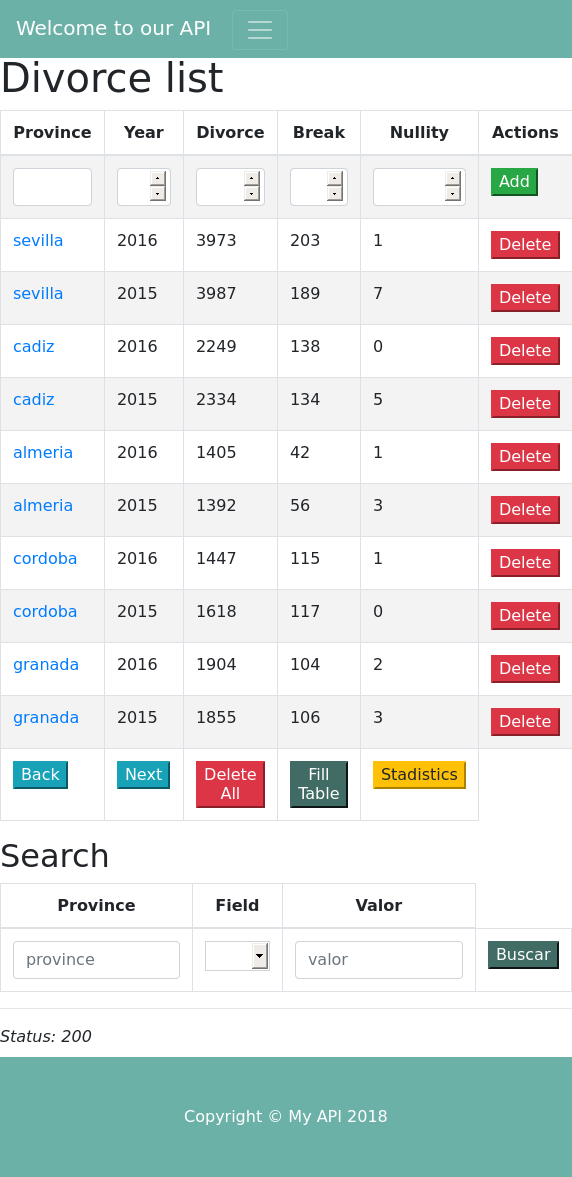 Welcome to our API
Divorce list
Province Year Divorce Break Nullity Actions
Add
sevilla 2016 3973 203 1 Delete
sevilla 2015 3987 189 7 Delete
cadiz 2016 2249 138 0 Delete
cadiz 2015 2334 134 5 Delete
almeria 2016 1405 42 1 Delete
almeria 2015 1392 56 3 Delete
cordoba 2016 1447 115 1 Delete
cordoba 2015 1618 117 0 Delete
granada 2016 1904 104 2 Delete
granada 2015 1855 106 3 Delete
Back Next Delete All Fill Table Stadistics
Search
Province Field Valor
province valor Buscar
Status: 200
Copyright © My API 2018